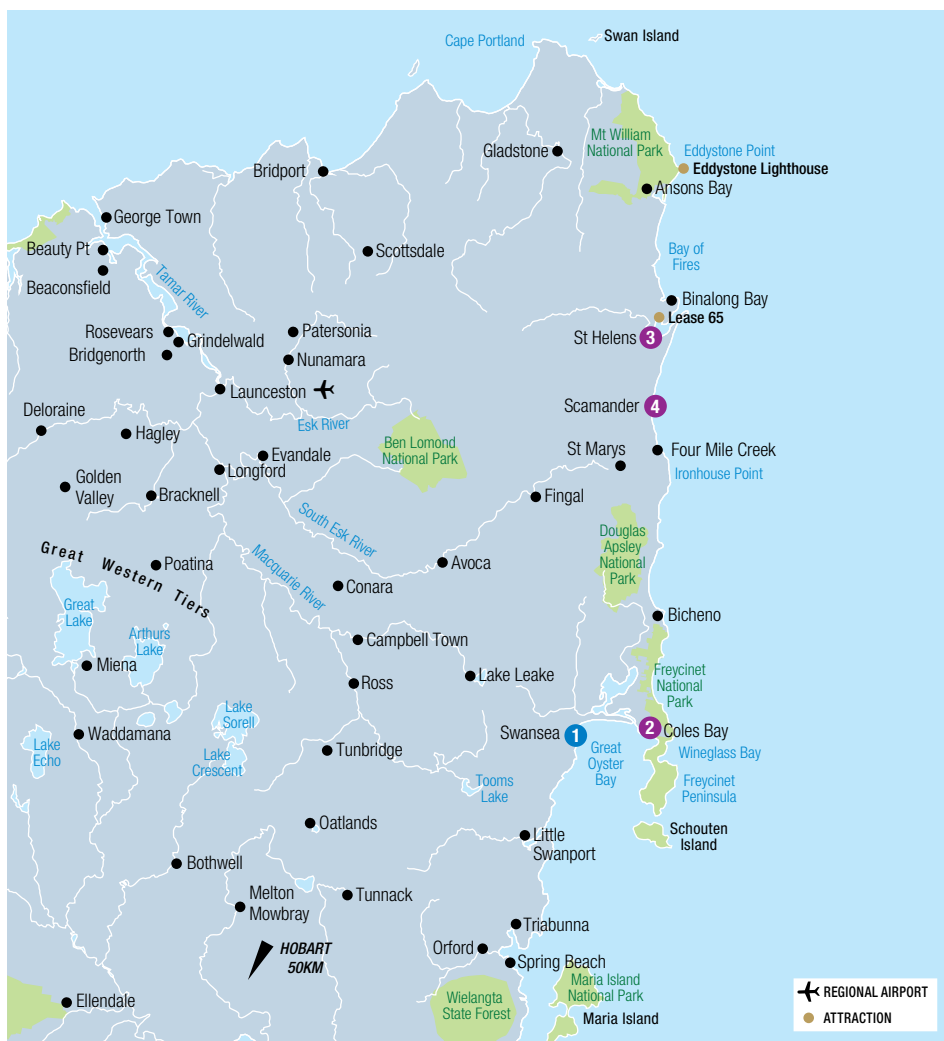 Swan Island
Cape Portland
Mt William
National Park
Gladstone
Eddystone Point
Eddystone Lighthouse
Bridport
Ansons Bay
George Town
Beauty Pt
Scottsdale
Bay of
Fires
Beaconsfield
Tamar River
Binalong Bay
Lease 65
Rosevears
Grindelwald
Patersonia
St Helens
3
Bridgenorth
Nunamara
Launceston
Deloraine
Scamander
4
Hagley
Esk River
Ben Lomond
National Park
Evandale
St Marys
Four Mile Creek
Longford
Ironhouse Point
Golden
Valley
Bracknell
Fingal
South Esk River
Douglas
Apsley
National
Park
Great Western Tiers
Macquarie River
Poatina
Avoca
Conara
Great
Lake
Bicheno
Arthurs
Lake
Campbell Town
Miena
Lake Leake
Freycinet
National
Park
Ross
Lake
Sorell
Waddamana
Swansea
1
2
Coles Bay
Lake
Echo
Lake
Crescent
Tunbridge
Great
Oyster
Bay
Wineglass Bay
Tooms
Lake
Freycinet
Peninsula
Oatlands
Schouten
Island
Little
Swanport
Bothwell
Melton
Mowbray
Tunnack
Triabunna
HOBART
50KM
Orford
Spring Beach
Maria Island
National Park
Ellendale
Wielangta
State Forest
Maria Island
REGIONAL AIRPORT
ATTRACTION